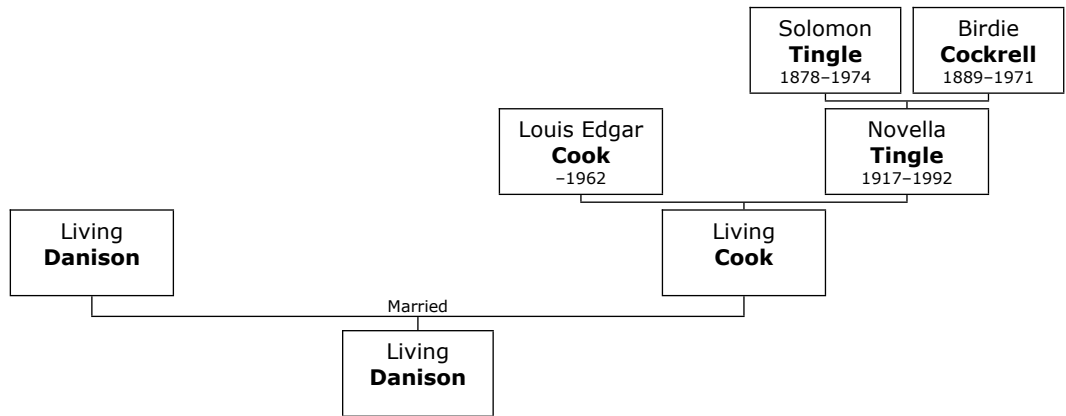 Solomon
Tingle
1878–1974
Birdie
Cockrell
1889–1971
Louis Edgar
Cook
–1962
Novella
Tingle
1917–1992
Living
Danison
Living
Cook
Married
Living
Danison